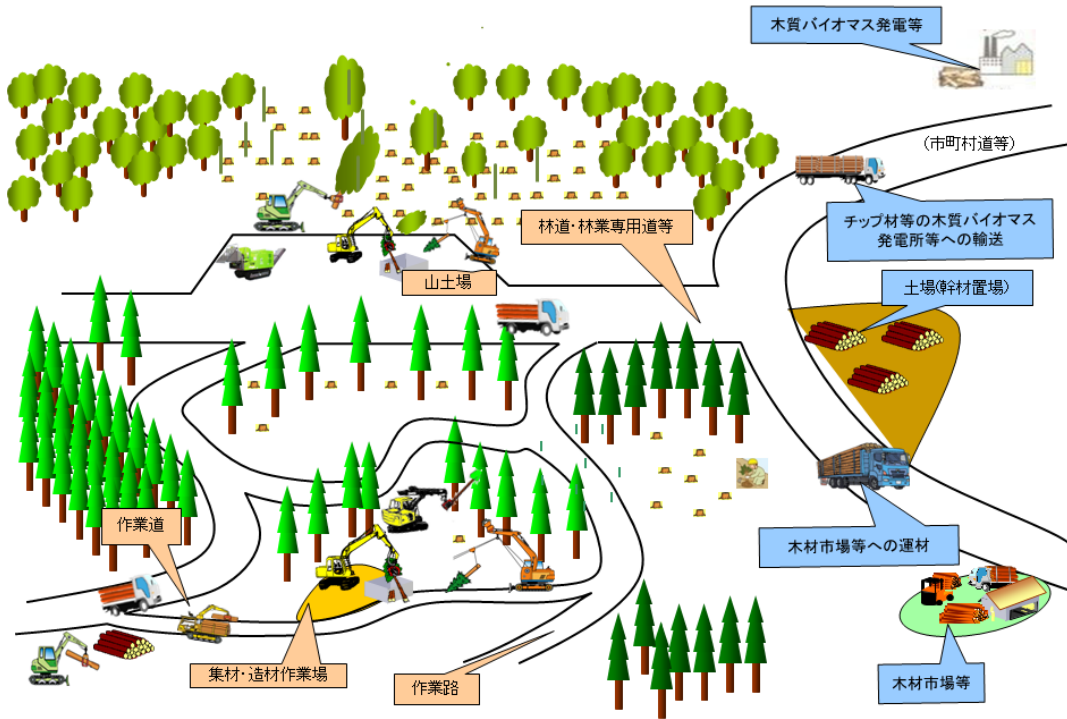 木質バイオマス発電等
(市町村道等)
チップ材等の木質バイオマス
発電所等への輸送
林道・林業専用道等
山土場
土場(幹材置場)
作業道
木材市場等への運材
集材・造材作業場
作業路
木材市場等